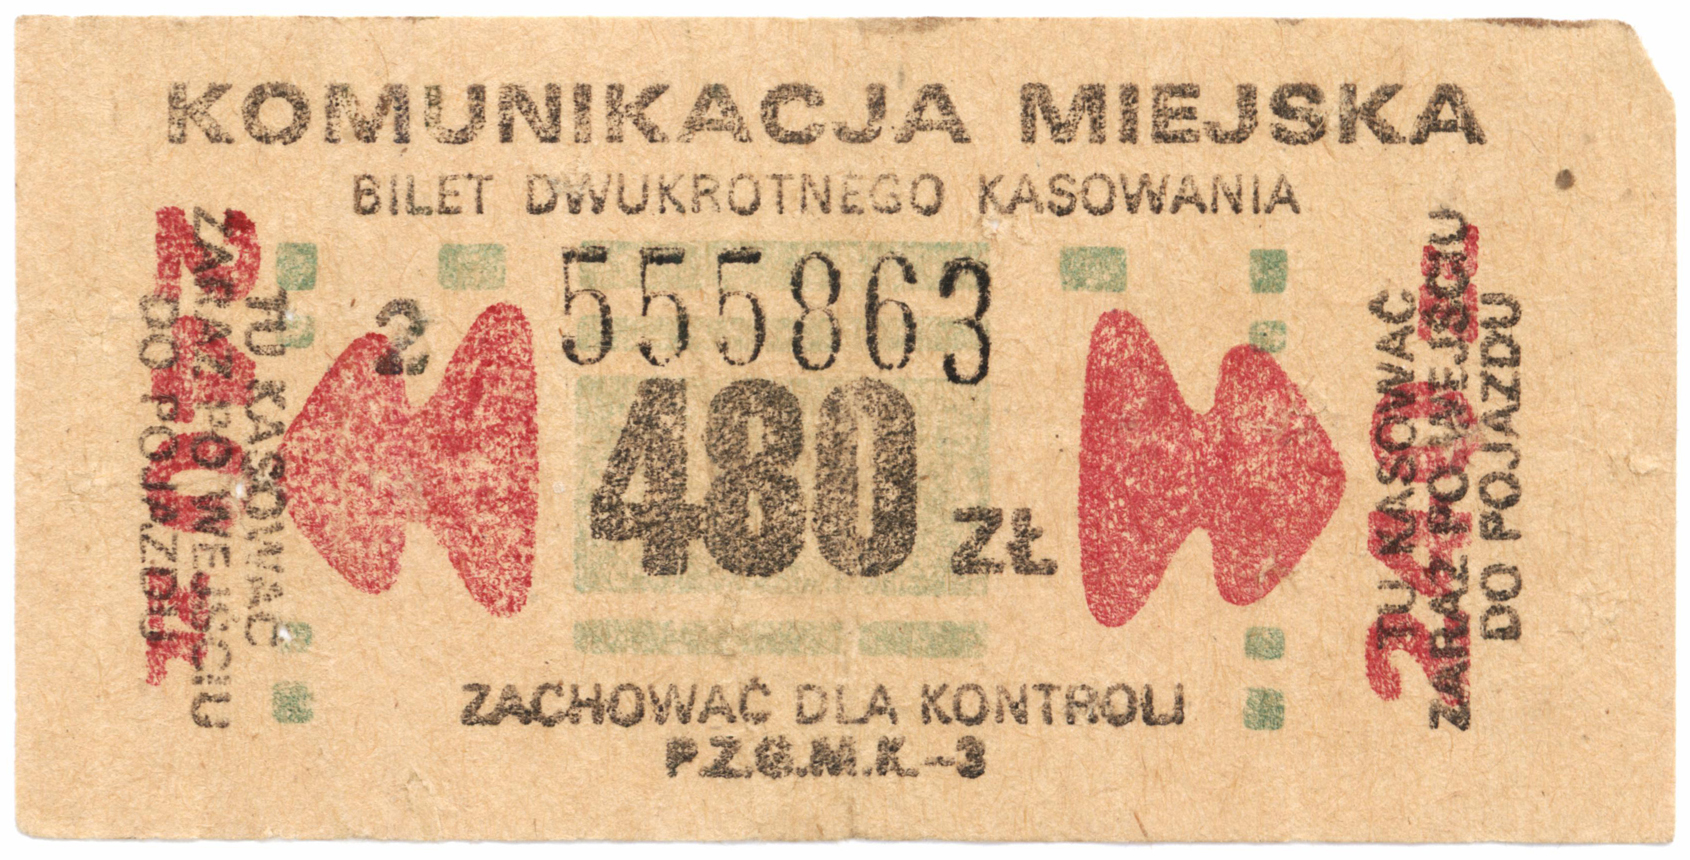 KOMUNIKACJA MIEJSKA
BILET DWUKROTNEGO KASOWANIA
2
555863
480 ZŁ
TU KASOWAĆ
ZARAZ PO WEJŚCIU
DO POJAZDU
240 Zł
TU KASOWAĆ
ZARAZ PO WEJŚCIU
DO POJAZDU
240 Zł
ZACHOWAĆ DLA KONTROLI
P.Z.G.M.K.-3